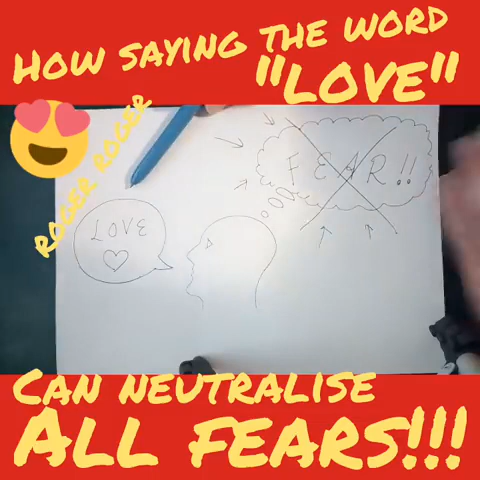 How saying the word
"LOVE"
ROGER ROGER
FEAR!!
LOVE
Can neutralise
All fears!!!